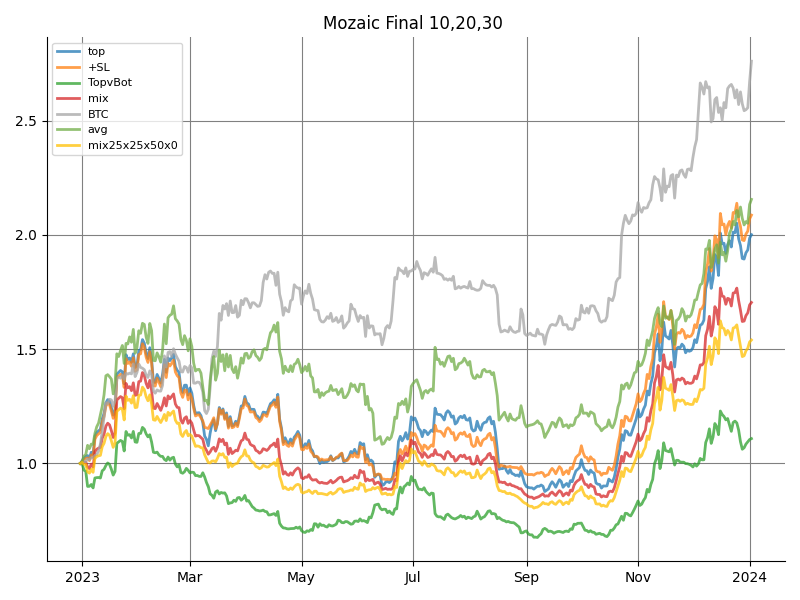 Mozaic Final 10,20,30
top
+SL
TopvBot
mix
BTC
avg
mix25x25x50x0
2.5
2.0
1.5
1.0
2023 Mar May Jul Sep Nov 2024